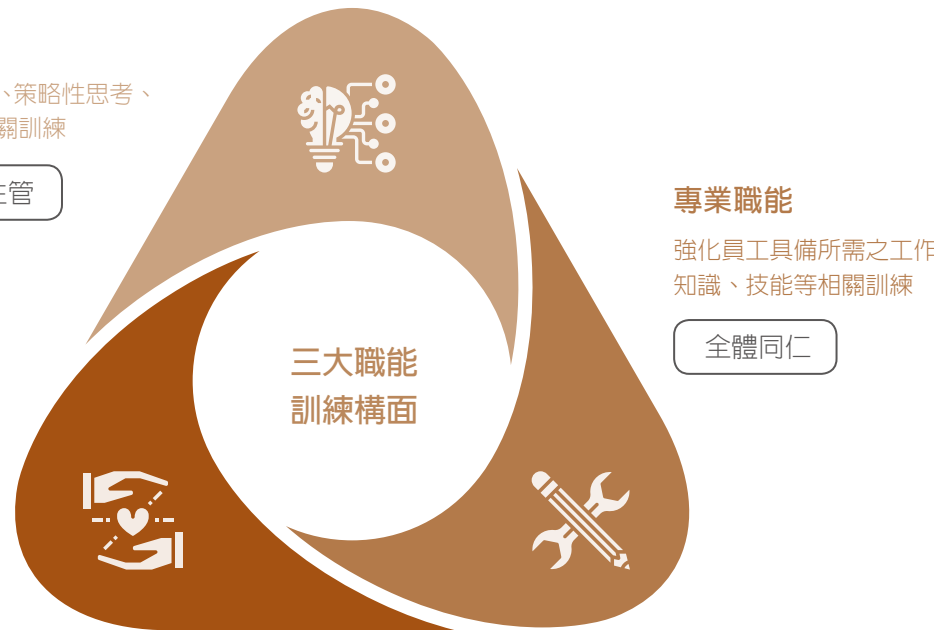 、策略性思考、
關訓練
主管
專業職能
強化員工具備所需之工作
知識、技能等相關訓練
全體同仁
三大職能
訓練構面